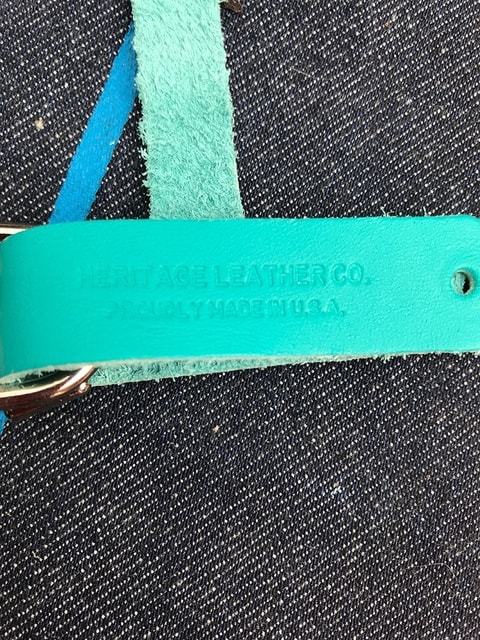 HERITAGE LEATHER CO.
PROUDLY MADE IN U.S.A.